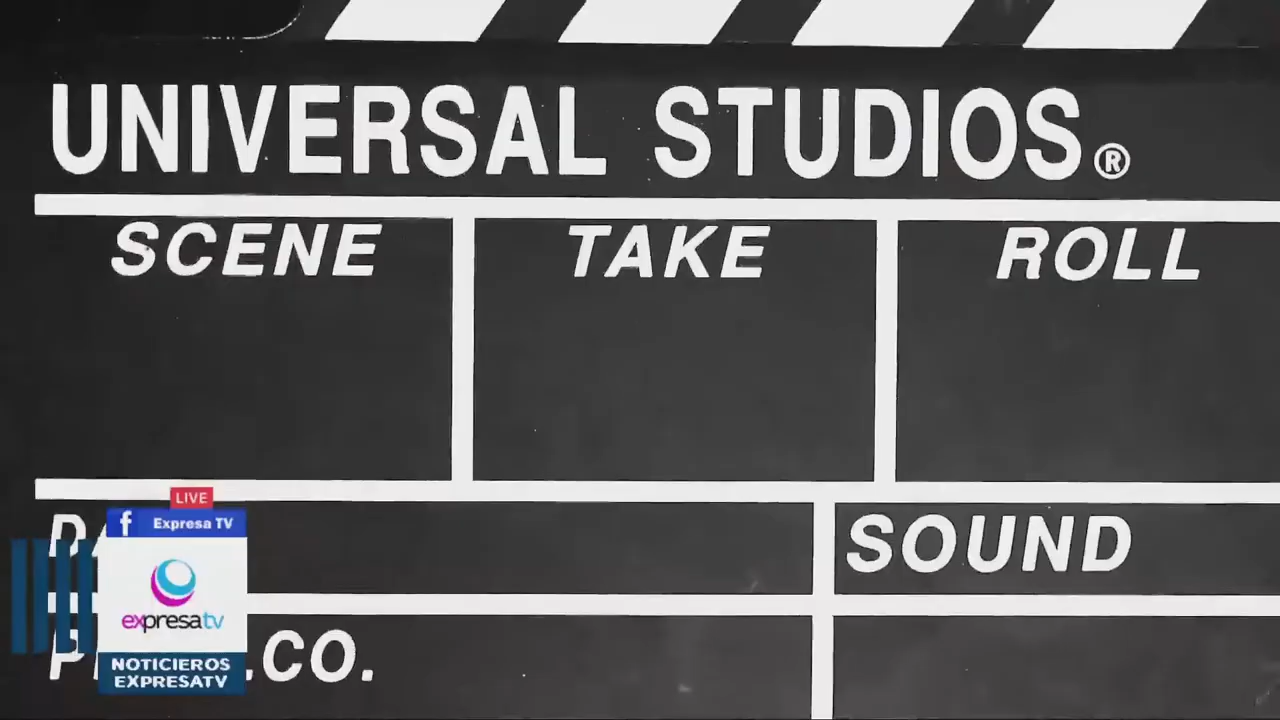 UNIVERSAL STUDIOS®
SCENE TAKE ROLL
LIVE
f Expresa TV
SOUND
expresatv
.CO.
NOTICIEROS
EXPRESATV